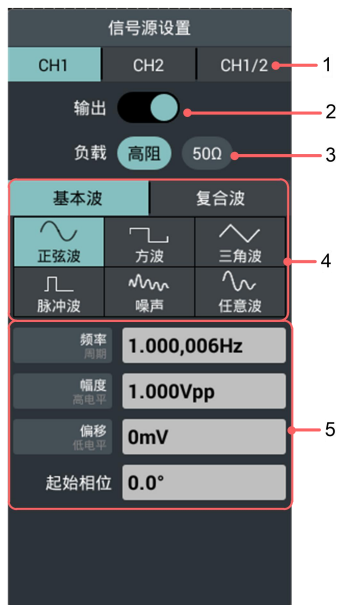 信号源设置
CH1 CH2 CH1/2 1
输出 2
负载 高阻 50Ω 3
基本波 复合波
正弦波 方波 三角波 4
脉冲波 噪声 任意波
频率 1.000,006Hz
周期
幅度 1.000Vpp
高电平
偏移 0mV 5
低电平
起始相位 0.0°